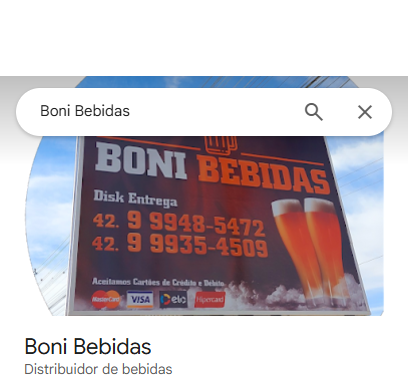 Boni Bebidas
BONI BEBIDAS
Disk Entrega
42. 9 9948-5472
42. 9 9935-4509
Aceitamos Cartões de Crédito e Débito
MasterCard VISA elo Hipercard
Boni Bebidas
Distribuidor de bebidas